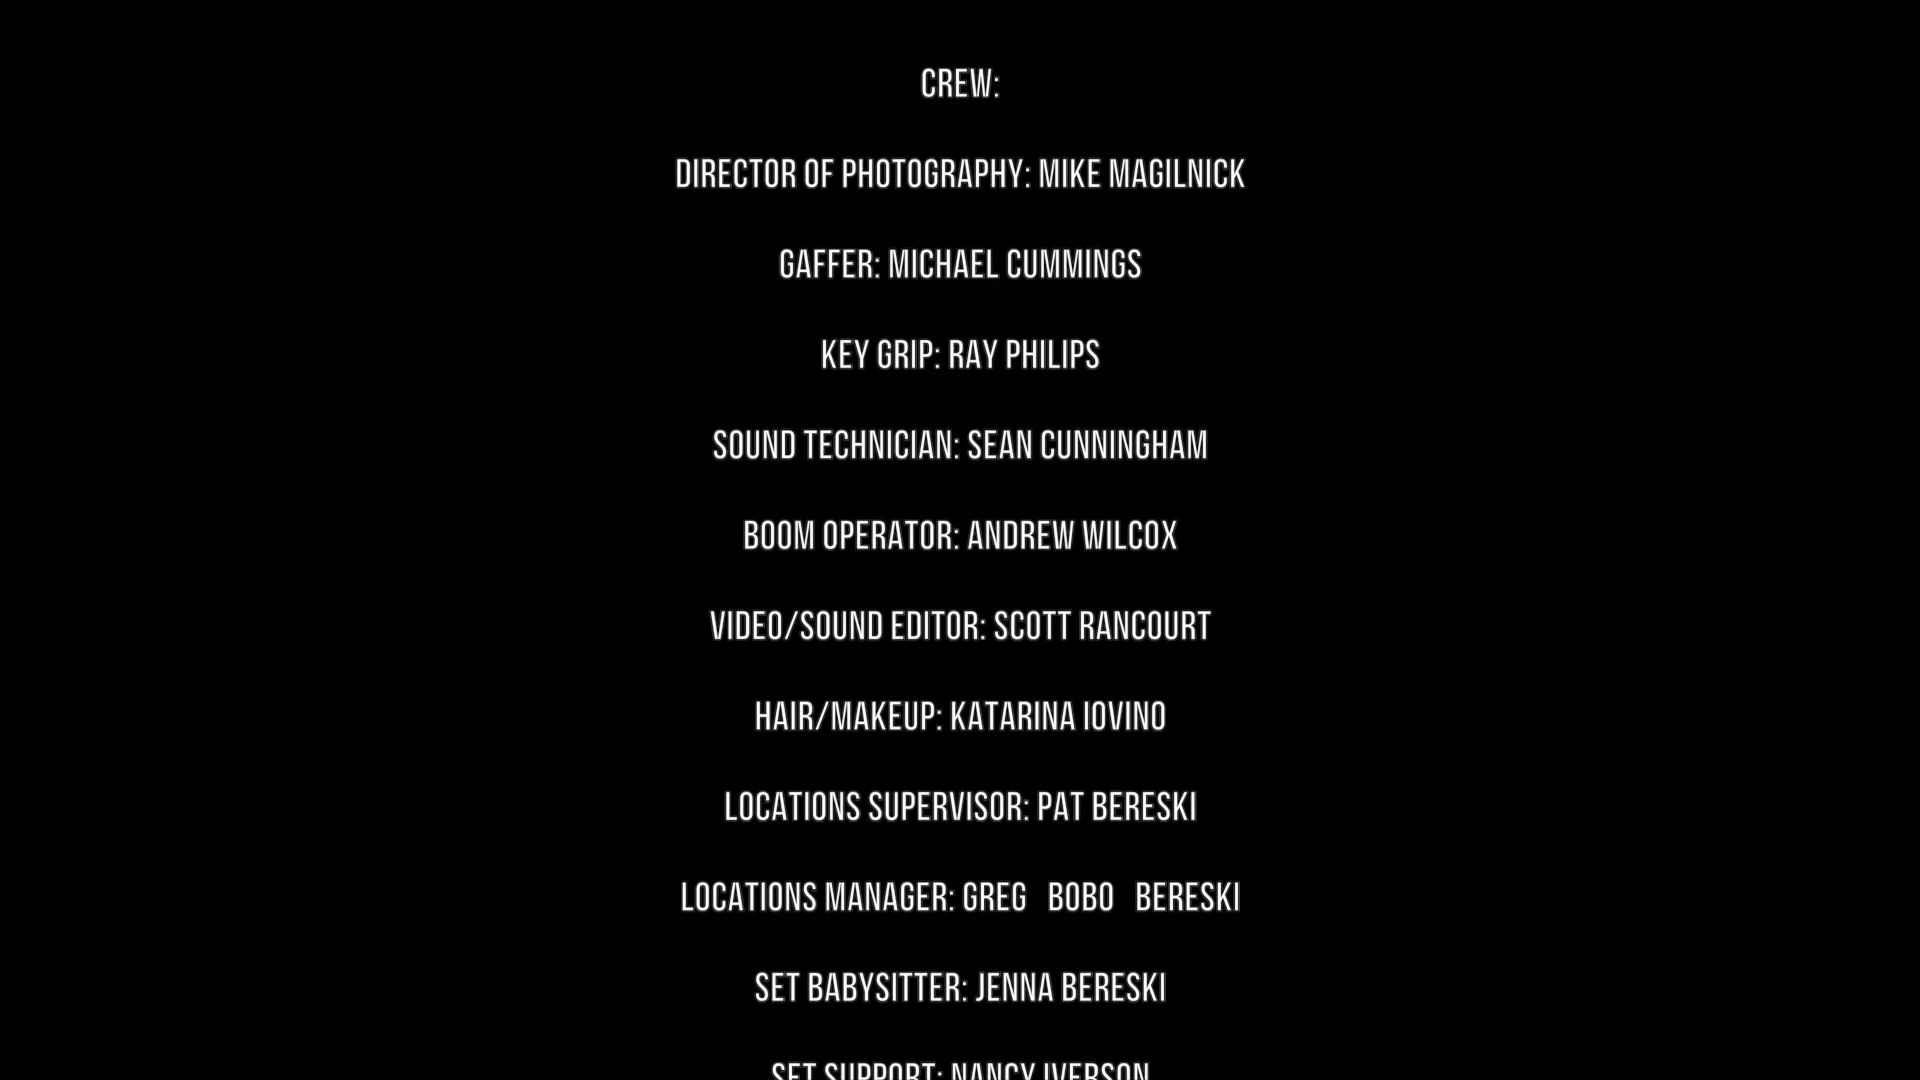 CREW:
DIRECTOR OF PHOTOGRAPHY: MIKE MAGILNICK
GAFFER: MICHAEL CUMMINGS
KEY GRIP: RAY PHILIPS
SOUND TECHNICIAN: SEAN CUNNINGHAM
BOOM OPERATOR: ANDREW WILCOX
VIDEO/SOUND EDITOR: SCOTT RANCOURT
HAIR/MAKEUP: KATARINA IOVINO
LOCATIONS SUPERVISOR: PAT BERESKI
LOCATIONS MANAGER: GREG BOBO BERESKI
SET BABYSITTER: JENNA BERESKI
SET SUPPORT: NANCY IVERSON